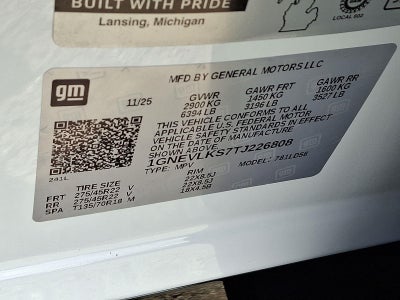 BUILT WITH PRIDE
Lansing, Michigan
LOCAL 602
gm
MFD BY GENERAL MOTORS LLC
11/25
GVWR GAWR FRT GAWR RR
2900 KG 1450 KG 1600 KG
6394 LB 3196 LB 3527 LB
THIS VEHICLE CONFORMS TO ALL
APPLICABLE U.S. FEDERAL MOTOR
VEHICLE SAFETY STANDARDS IN EFFECT
ON THE DATE OF MANUFACTURE
SHOWN ABOVE.
1GNEVLKS7TJ226808
TYPE: MPV MODEL: 781LDS6
241L
TIRE SIZE RIM
FRT 275/45R22 V 22X8.5J
RR 275/45R22 V 22X8.5J
SPA T135/70R18 M 18X4.5B